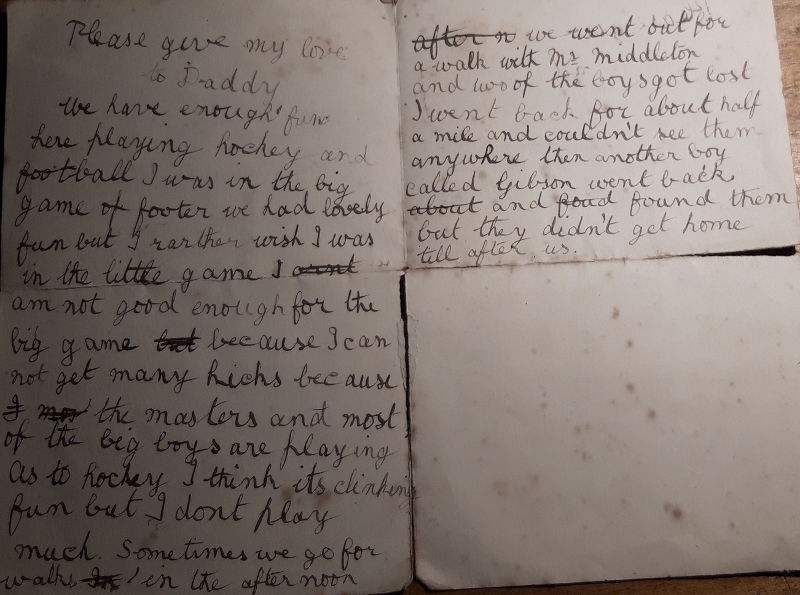 Please give my love
to Daddy
We have enough fun
here playing hockey and
football I was in the big
game of footer we had lovely
fun but I rarther wish I was
in the little game I arnt
am not good enough for the
big game but because I can
not get many kicks because
I the masters and most
of the big boys are playing
As to hockey I think its clinking
fun but I dont play
much. Sometimes we go for
walks In in the after noon
after n we went out for
a walk with Mr Middleton
and two of the boys got lost
I went back for about half
a mile and couldn't see them
anywhere then another boy
called Gibson went back
about and foud found them
but they didn't get home
till after us.